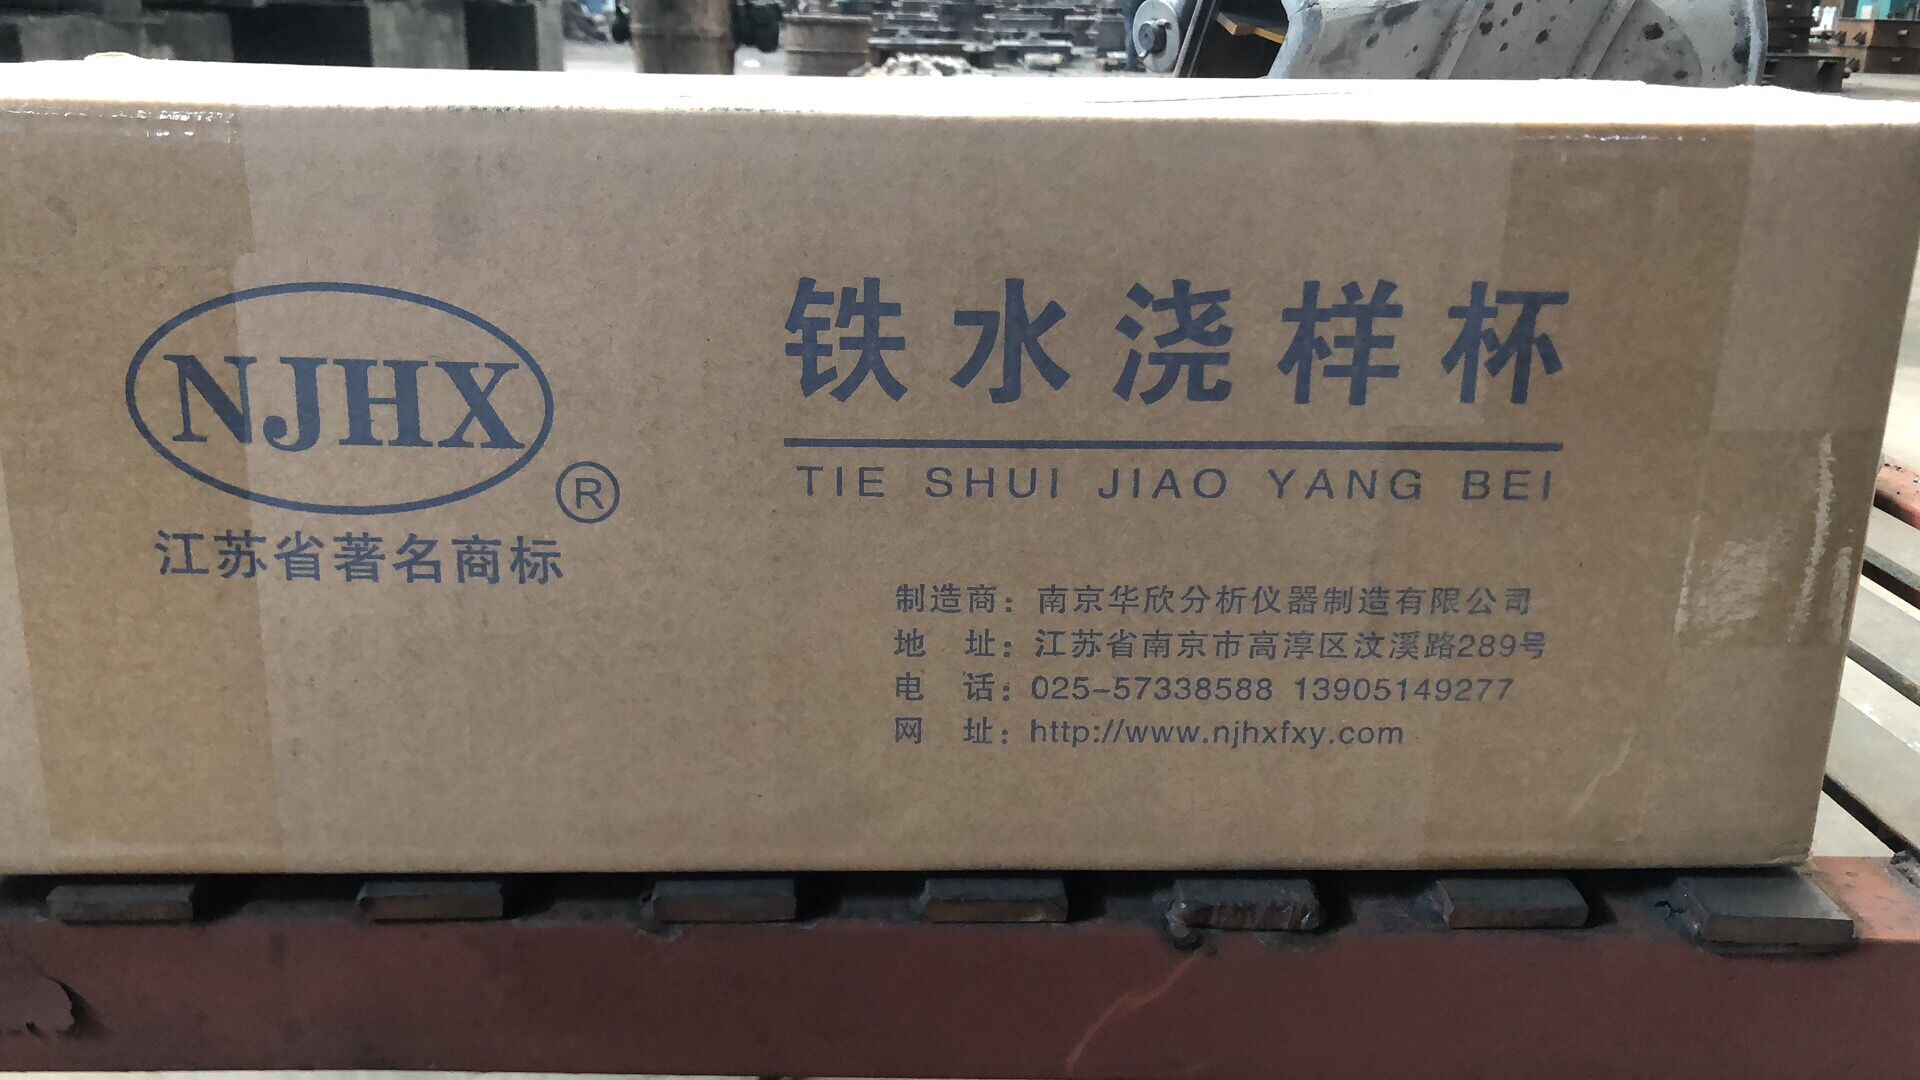 NJHX
®
江苏省著名商标
铁水浇样杯
TIE SHUI JIAO YANG BEI
制造商：南京华欣分析仪器制造有限公司
地 址：江苏省南京市高淳区汶溪路289号
电 话：025-57338588 13905149277
网 址：http://www.njhxfxy.com